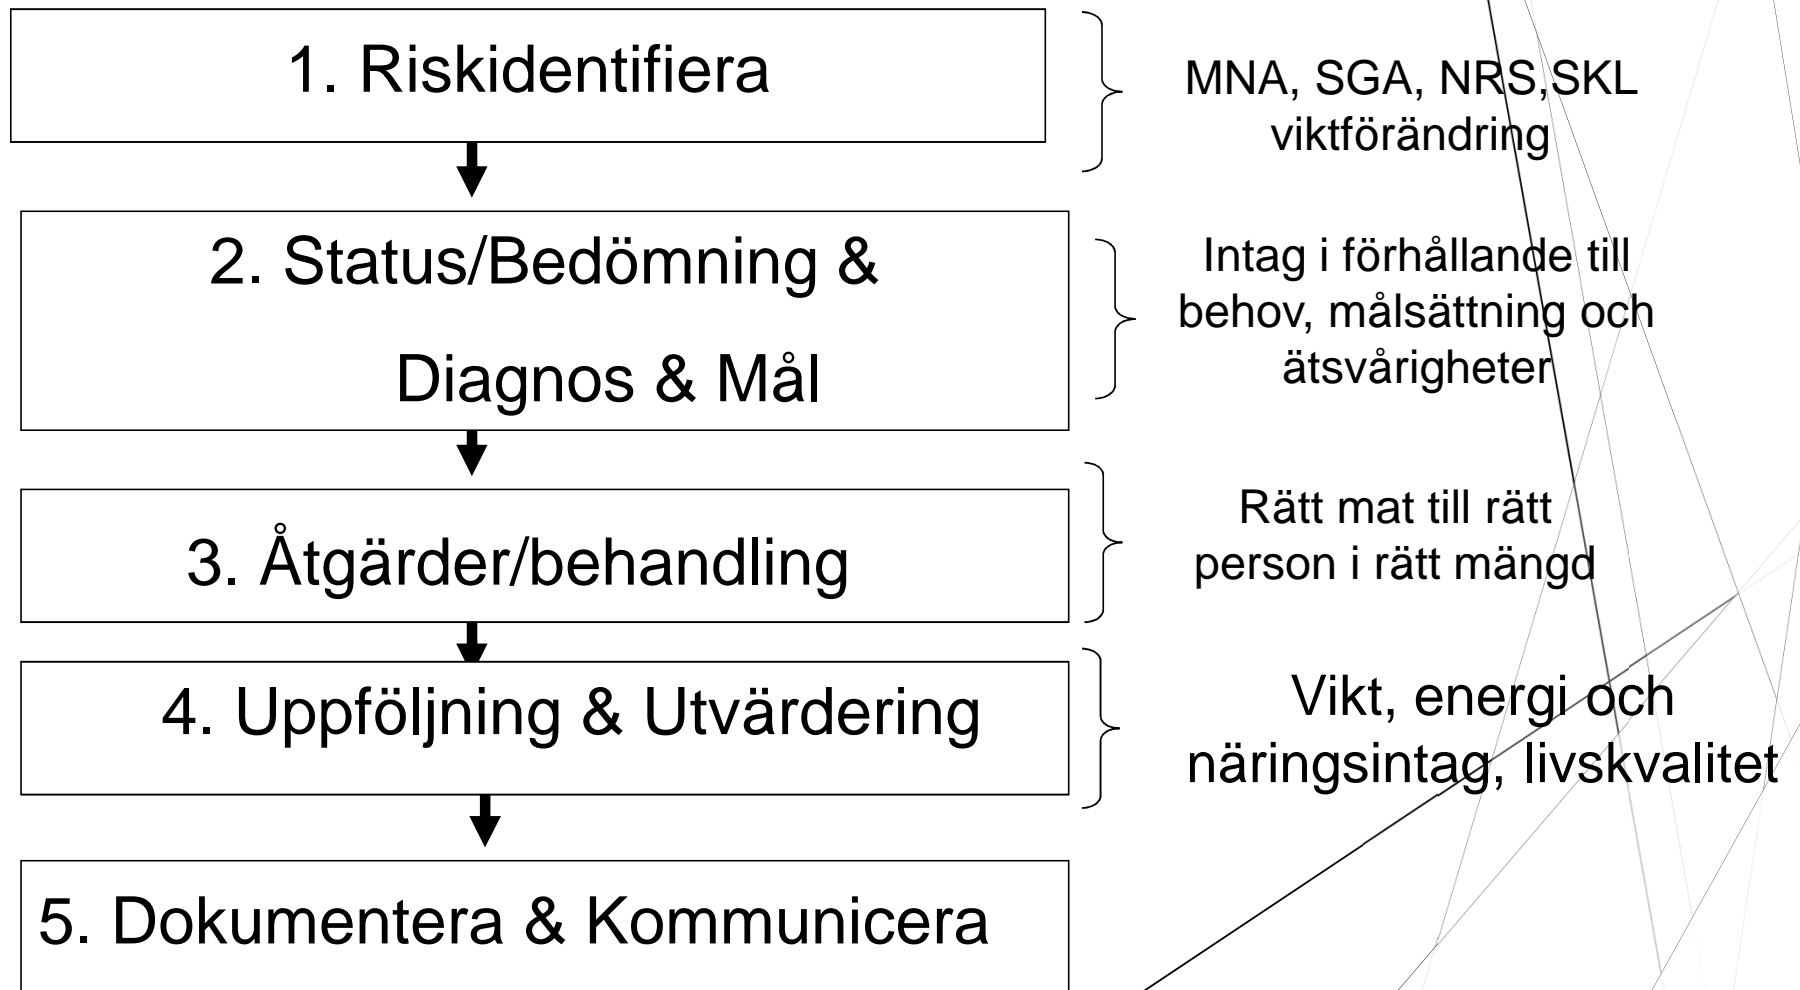 1. Riskidentifiera
MNA, SGA, NRS,SKL
viktförändring
2. Status/Bedömning &
Diagnos & Mål
Intag i förhållande till
behov, målsättning och
ätsvårigheter
3. Åtgärder/behandling
Rätt mat till rätt
person i rätt mängd
4. Uppföljning & Utvärdering
Vikt, energi och
näringsintag, livskvalitet
5. Dokumentera & Kommunicera